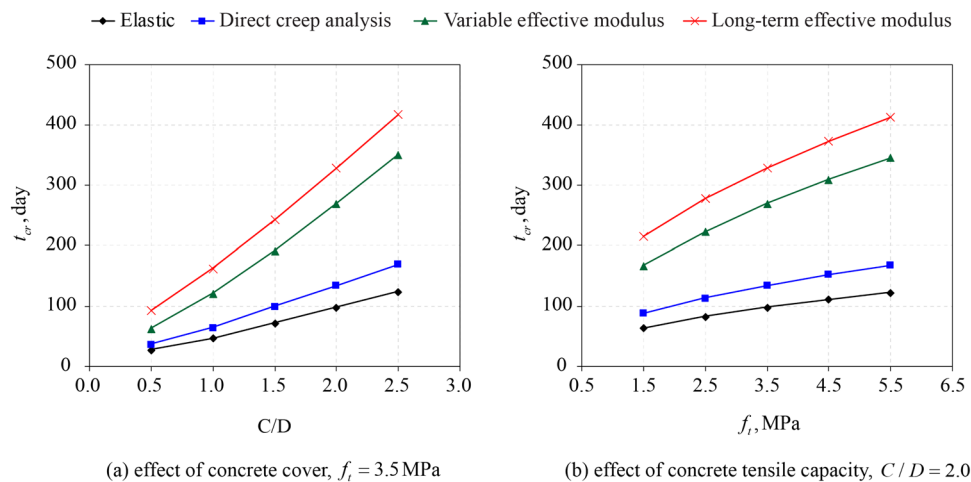 Elastic Direct creep analysis Variable effective modulus Long-term effective modulus
500
400
300
200
100
0
t_cr, day
0.0 0.5 1.0 1.5 2.0 2.5 3.0
C/D
(a) effect of concrete cover, f_t = 3.5 MPa
500
400
300
200
100
0
t_cr, day
0.5 1.5 2.5 3.5 4.5 5.5 6.5
f_t, MPa
(b) effect of concrete tensile capacity, C / D = 2.0